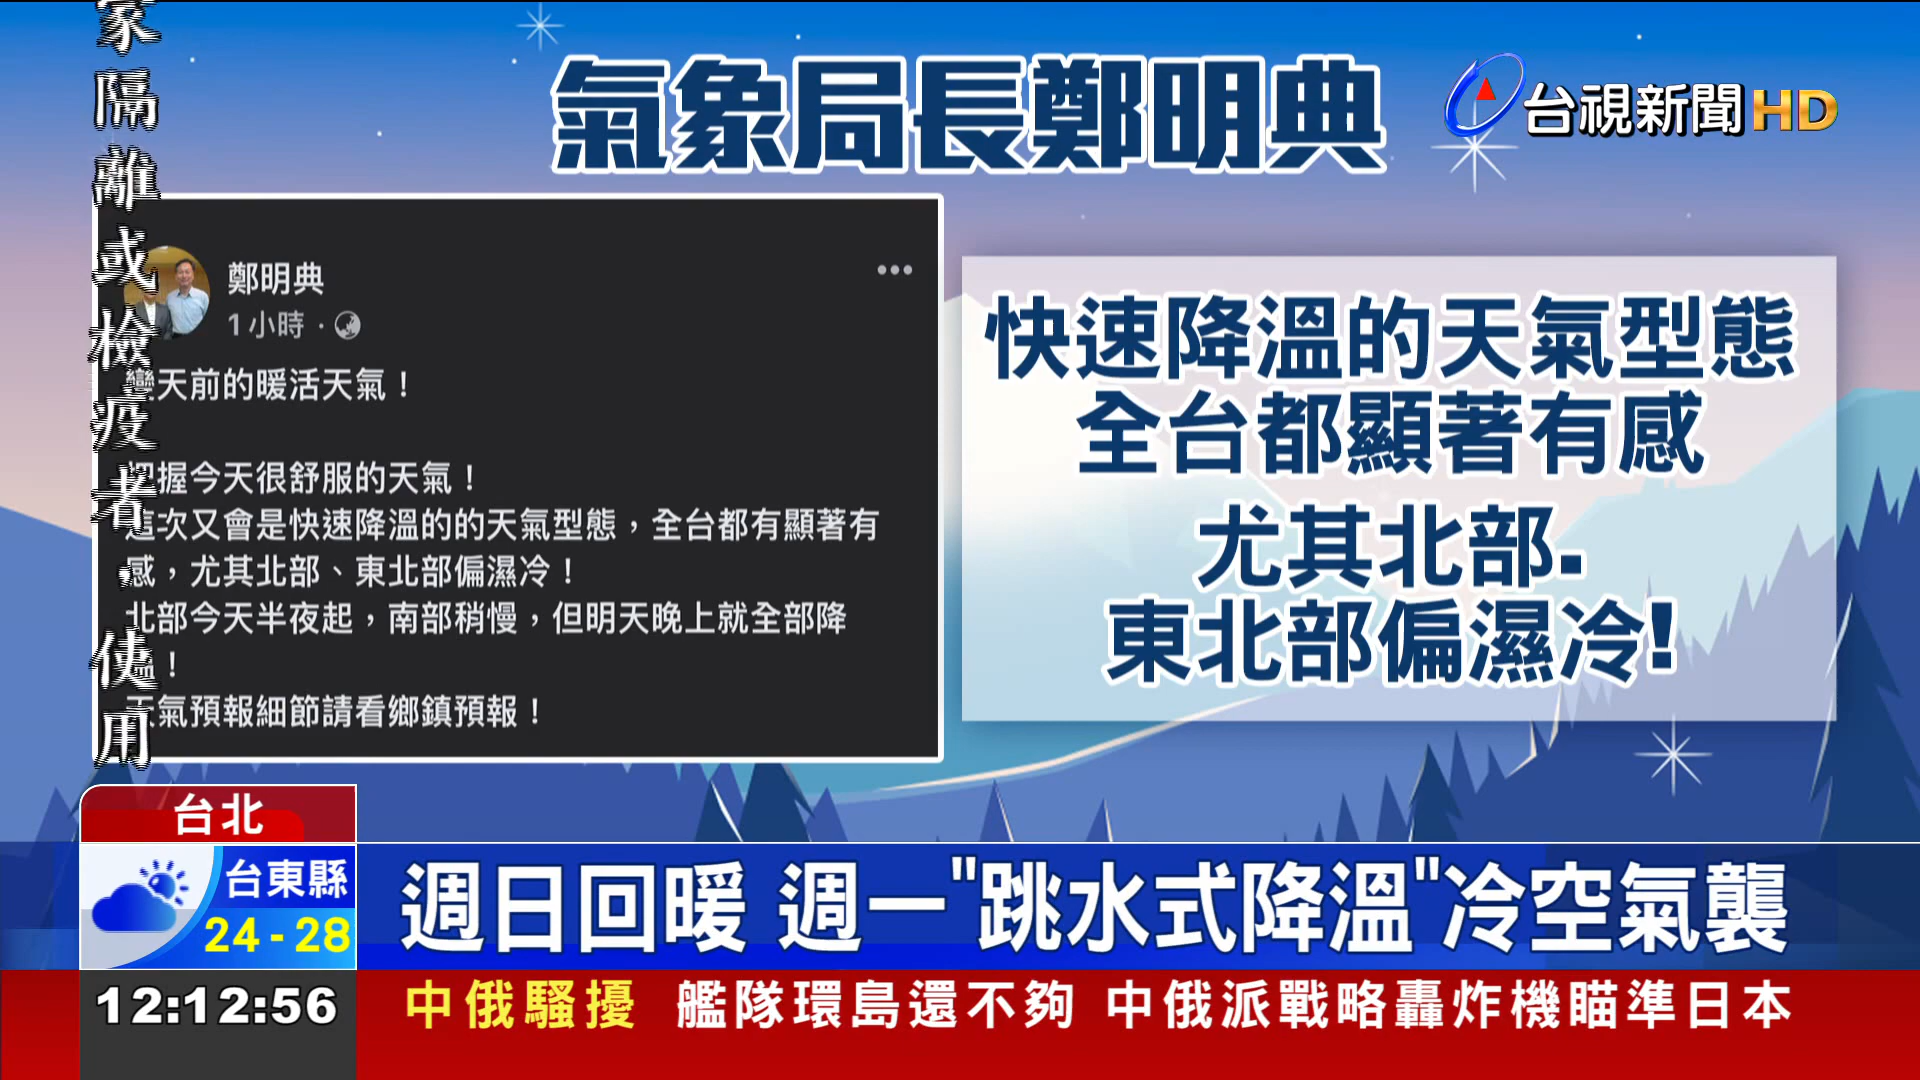 氣象局長鄭明典
台視新聞HD
家隔離或檢疫者,使用
鄭明典
1小時
變天前的暖活天氣！
把握今天很舒服的天氣！
這次又會是快速降溫的的天氣型態，全台都有顯著有
感，尤其北部、東北部偏濕冷！
北部今天半夜起，南部稍慢，但明天晚上就全部降
溫！
天氣預報細節請看鄉鎮預報！
快速降溫的天氣型態
全台都顯著有感
尤其北部.
東北部偏濕冷!
台北
台東縣
24-28
週日回暖 週一"跳水式降溫"冷空氣襲
12:12:56
中俄騷擾 艦隊環島還不夠 中俄派戰略轟炸機瞄準日本